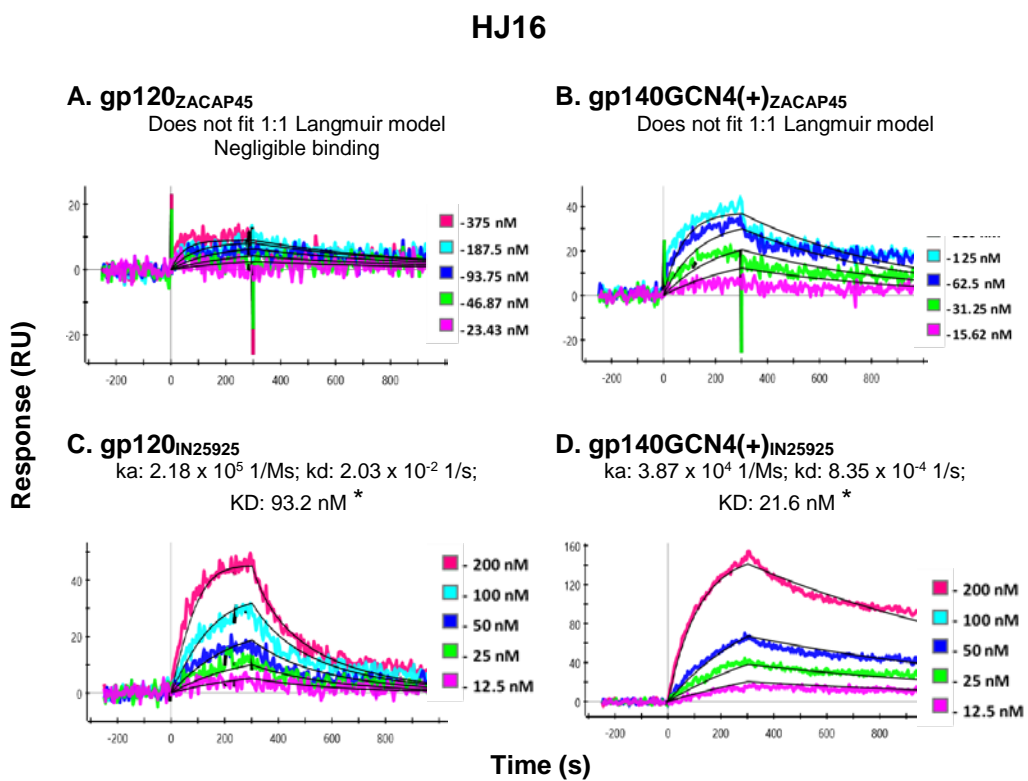 HJ16
A. gp120ZACAP45
Does not fit 1:1 Langmuir model
Negligible binding
20
0
-20
-200 0 200 400 600 800
-375 nM
-187.5 nM
-93.75 nM
-46.87 nM
-23.43 nM
B. gp140GCN4(+)ZACAP45
Does not fit 1:1 Langmuir model
40
20
0
-20
-200 0 200 400 600 800
-125 nM
-62.5 nM
-31.25 nM
-15.62 nM
Response (RU)
C. gp120IN25925
ka: 2.18 x 10⁵ 1/Ms; kd: 2.03 x 10⁻² 1/s;
KD: 93.2 nM *
40
20
0
-200 0 200 400 600 800
- 200 nM
- 100 nM
- 50 nM
- 25 nM
- 12.5 nM
D. gp140GCN4(+)IN25925
ka: 3.87 x 10⁴ 1/Ms; kd: 8.35 x 10⁻⁴ 1/s;
KD: 21.6 nM *
160
120
80
40
0
-200 0 200 400 600 800
- 200 nM
- 100 nM
- 50 nM
- 25 nM
- 12.5 nM
Time (s)